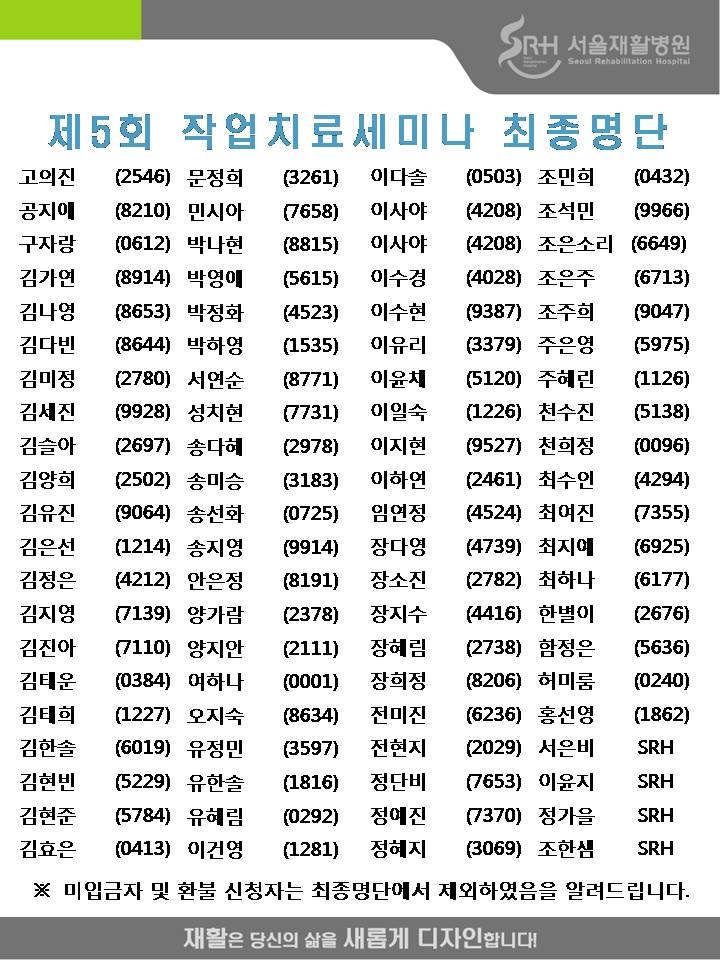 SRH 서울재활병원
Seoul Rehabilitation Hospital
제5회 작업치료세미나 최종명단
고의진 (2546) 문정희 (3261) 이다솔 (0503) 조민희 (0432)
공지애 (8210) 민시아 (7658) 이사야 (4208) 조석민 (9966)
구자랑 (0612) 박나현 (8815) 이사야 (4208) 조은소리 (6649)
김가연 (8914) 박영애 (5615) 이수경 (4028) 조은주 (6713)
김나영 (8653) 박정화 (4523) 이수현 (9387) 조주희 (9047)
김다빈 (8644) 박하영 (1535) 이유리 (3379) 주은영 (5975)
김미정 (2780) 서연순 (8771) 이윤채 (5120) 주혜린 (1126)
김세진 (9928) 성치현 (7731) 이일숙 (1226) 천수진 (5138)
김슬아 (2697) 송다혜 (2978) 이지현 (9527) 천희정 (0096)
김양희 (2502) 송미승 (3183) 이하연 (2461) 최수인 (4294)
김유진 (9064) 송선화 (0725) 임연정 (4524) 최여진 (7355)
김은선 (1214) 송지영 (9914) 장다영 (4739) 최지애 (6925)
김정은 (4212) 안은정 (8191) 장소진 (2782) 최하나 (6177)
김지영 (7139) 양가람 (2378) 장지수 (4416) 한별이 (2676)
김진아 (7110) 양지안 (2111) 장혜림 (2738) 함정은 (5636)
김태운 (0384) 여하나 (0001) 장희정 (8206) 허미룸 (0240)
김태희 (1227) 오지숙 (8634) 전미진 (6236) 홍선영 (1862)
김한솔 (6019) 유정민 (3597) 전현지 (2029) 서은비 SRH
김현빈 (5229) 유한솔 (1816) 정단비 (7653) 이윤지 SRH
김현준 (5784) 유혜림 (0292) 정예진 (7370) 정가을 SRH
김효은 (0413) 이건영 (1281) 정혜지 (3069) 조한샘 SRH
※ 미입금자 및 환불 신청자는 최종명단에서 제외하였음을 알려드립니다.
재활은 당신의 삶을 새롭게 디자인합니다!